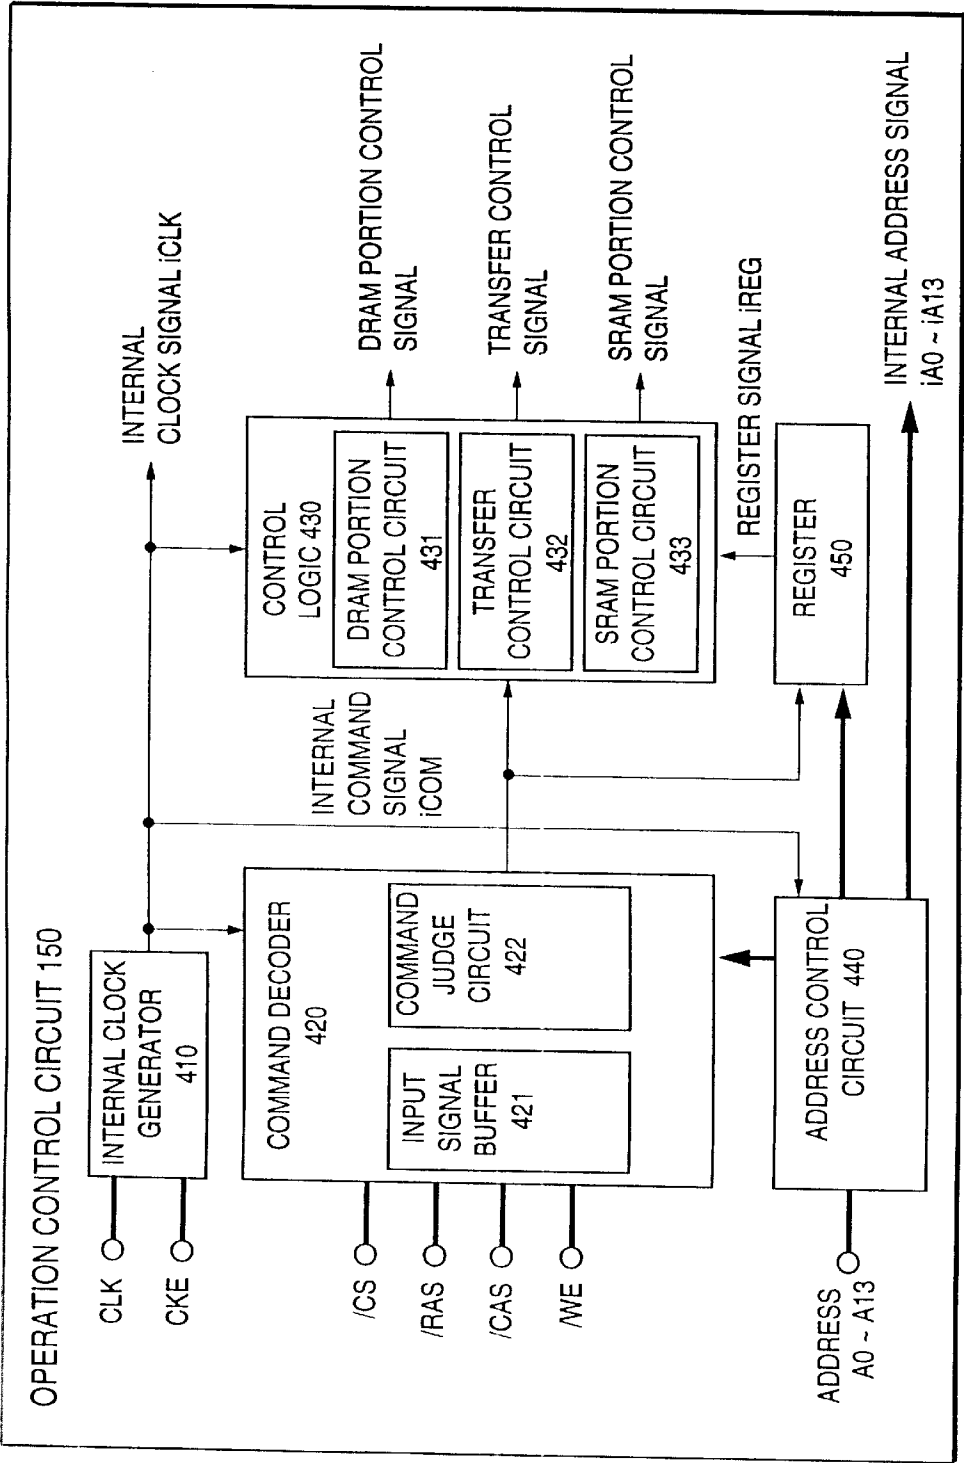 OPERATION CONTROL CIRCUIT 150
CLK
CKE
INTERNAL CLOCK
GENERATOR
410
INTERNAL
CLOCK SIGNAL iCLK
/CS
/RAS
/CAS
/WE
COMMAND DECODER
420
INPUT
SIGNAL
BUFFER
421
COMMAND
JUDGE
CIRCUIT
422
INTERNAL
COMMAND
SIGNAL
iCOM
CONTROL
LOGIC 430
DRAM PORTION
CONTROL CIRCUIT
431
TRANSFER
CONTROL CIRCUIT
432
SRAM PORTION
CONTROL CIRCUIT
433
DRAM PORTION CONTROL
SIGNAL
TRANSFER CONTROL
SIGNAL
SRAM PORTION CONTROL
SIGNAL
REGISTER SIGNAL iREG
ADDRESS
A0 ~ A13
ADDRESS CONTROL
CIRCUIT 440
REGISTER
450
INTERNAL ADDRESS SIGNAL
iA0 ~ iA13